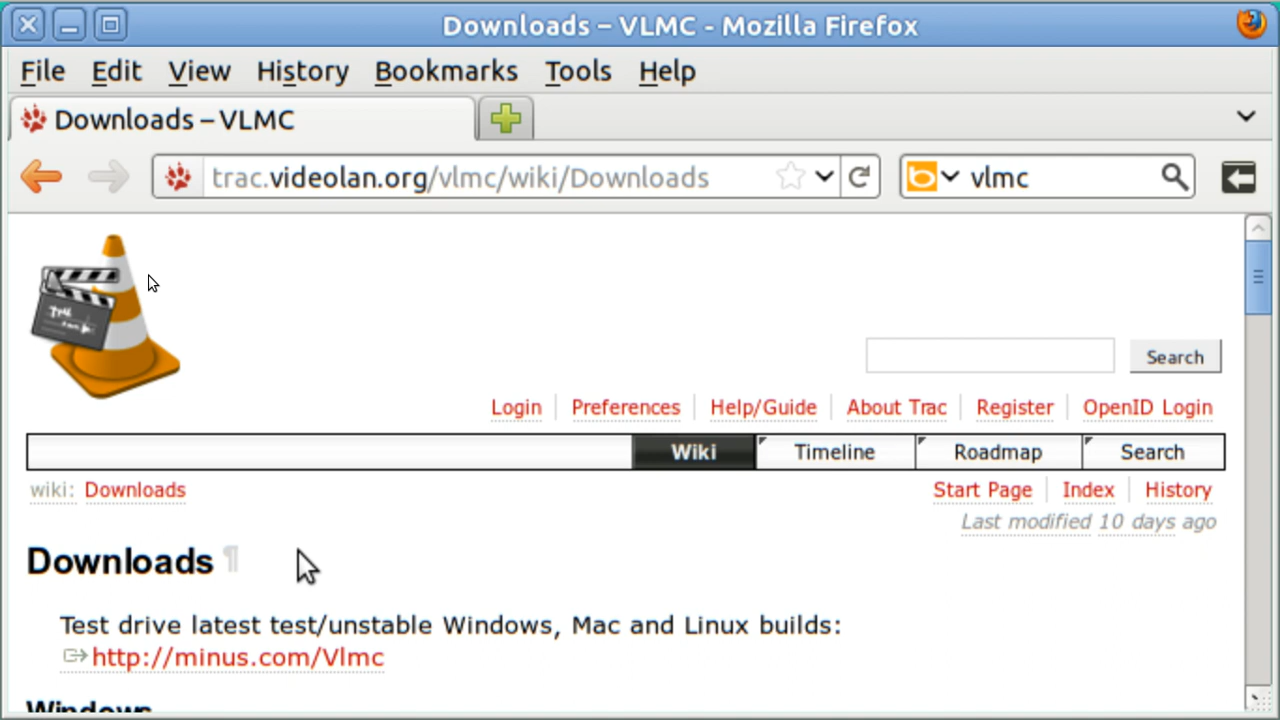 Downloads – VLMC - Mozilla Firefox
File Edit View History Bookmarks Tools Help
Downloads – VLMC
trac.videolan.org/vlmc/wiki/Downloads vlmc
Search
Login Preferences Help/Guide About Trac Register OpenID Login
Wiki Timeline Roadmap Search
wiki: Downloads Start Page Index History
Last modified 10 days ago
Downloads ¶
Test drive latest test/unstable Windows, Mac and Linux builds:
http://minus.com/Vlmc
Windows